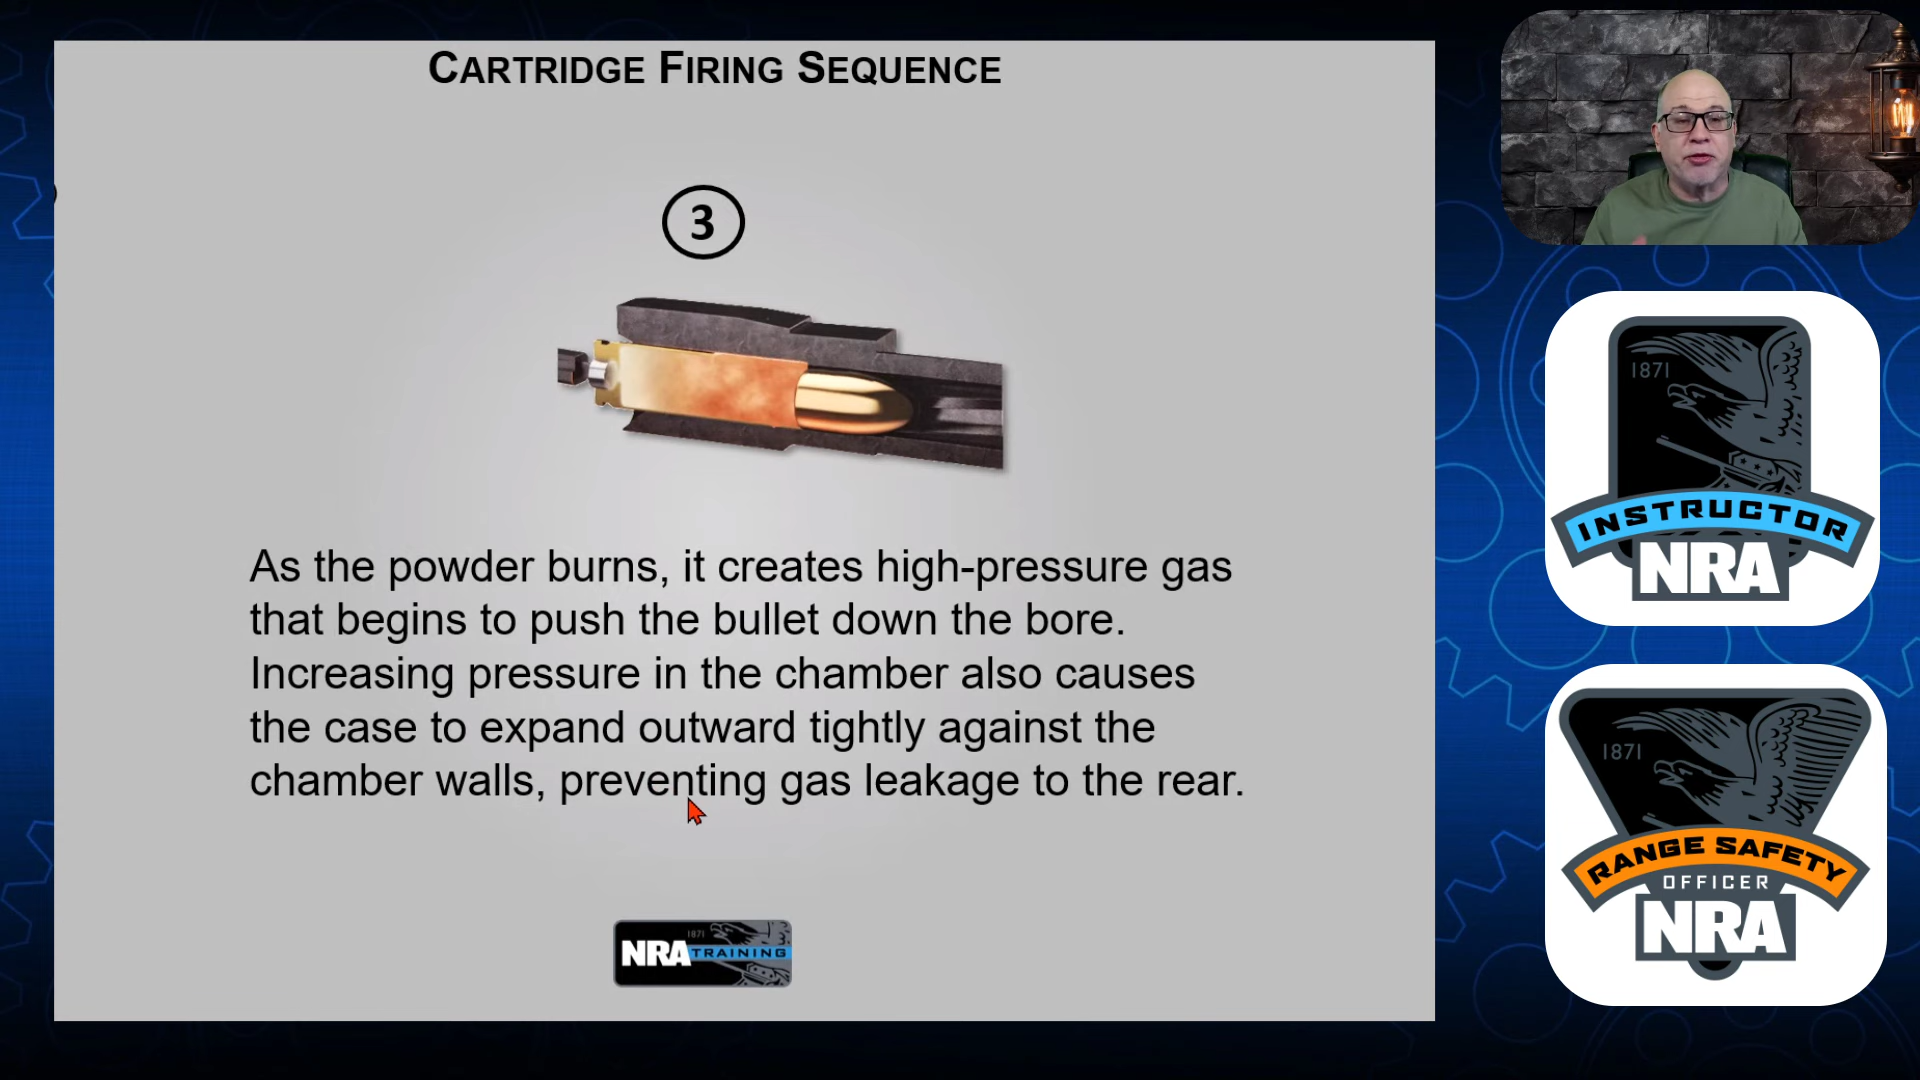 CARTRIDGE FIRING SEQUENCE
3
As the powder burns, it creates high-pressure gas
that begins to push the bullet down the bore.
Increasing pressure in the chamber also causes
the case to expand outward tightly against the
chamber walls, preventing gas leakage to the rear.
1871
NRA TRAINING
1871
INSTRUCTOR
NRA
1871
RANGE SAFETY
OFFICER
NRA